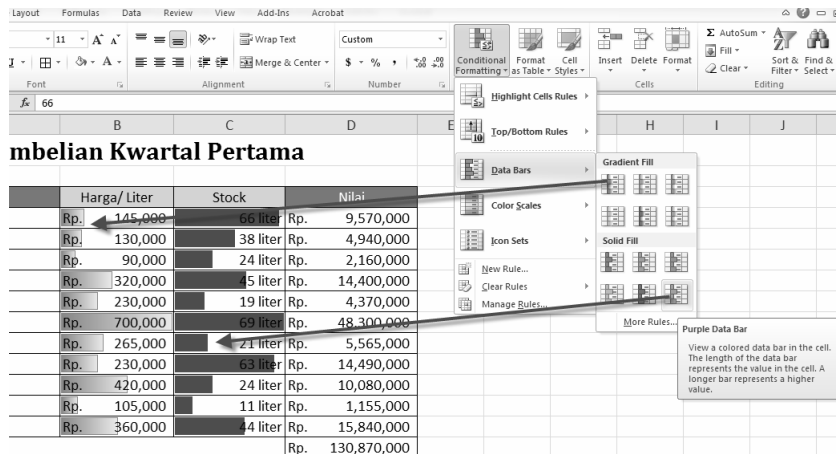 Layout Formulas Data Review View Add-Ins Acrobat
11 A A Wrap Text Custom Σ AutoSum
Fill
A Merge & Center $ % , .0 .00 .00 .0 Conditional Formatting Format as Table Cell Styles Insert Delete Format Clear Sort & Filter Find & Select
Font Alignment Number Cells Editing
fx 66
B C D E H I J
mbelian Kwartal Pertama
Harga/ Liter Stock Nilai
Rp. 145,000 66 liter Rp. 9,570,000
Rp. 130,000 38 liter Rp. 4,940,000
Rp. 90,000 24 liter Rp. 2,160,000
Rp. 320,000 45 liter Rp. 14,400,000
Rp. 230,000 19 liter Rp. 4,370,000
Rp. 700,000 69 liter Rp. 48,300,000
Rp. 265,000 21 liter Rp. 5,565,000
Rp. 230,000 63 liter Rp. 14,490,000
Rp. 420,000 24 liter Rp. 10,080,000
Rp. 105,000 11 liter Rp. 1,155,000
Rp. 360,000 44 liter Rp. 15,840,000
Rp. 130,870,000
Highlight Cells Rules
Top/Bottom Rules
Data Bars
Color Scales
Icon Sets
New Rule...
Clear Rules
Manage Rules...
Gradient Fill
Solid Fill
More Rules...
Purple Data Bar
View a colored data bar in the cell.
The length of the data bar
represents the value in the cell. A
longer bar represents a higher
value.